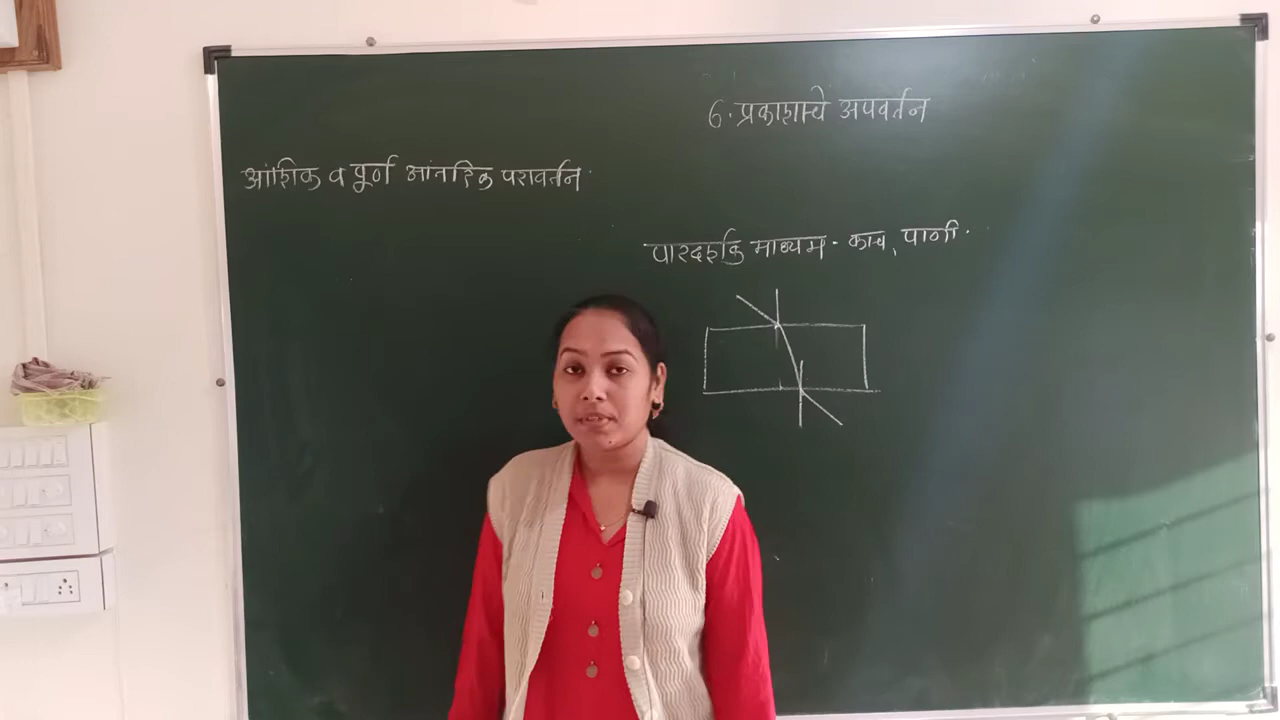 6. प्रकाशाचे अपवर्तन
आंशिक व पूर्ण आंतरिक परावर्तन.
पारदर्शक माध्यम - काच, पाणी.